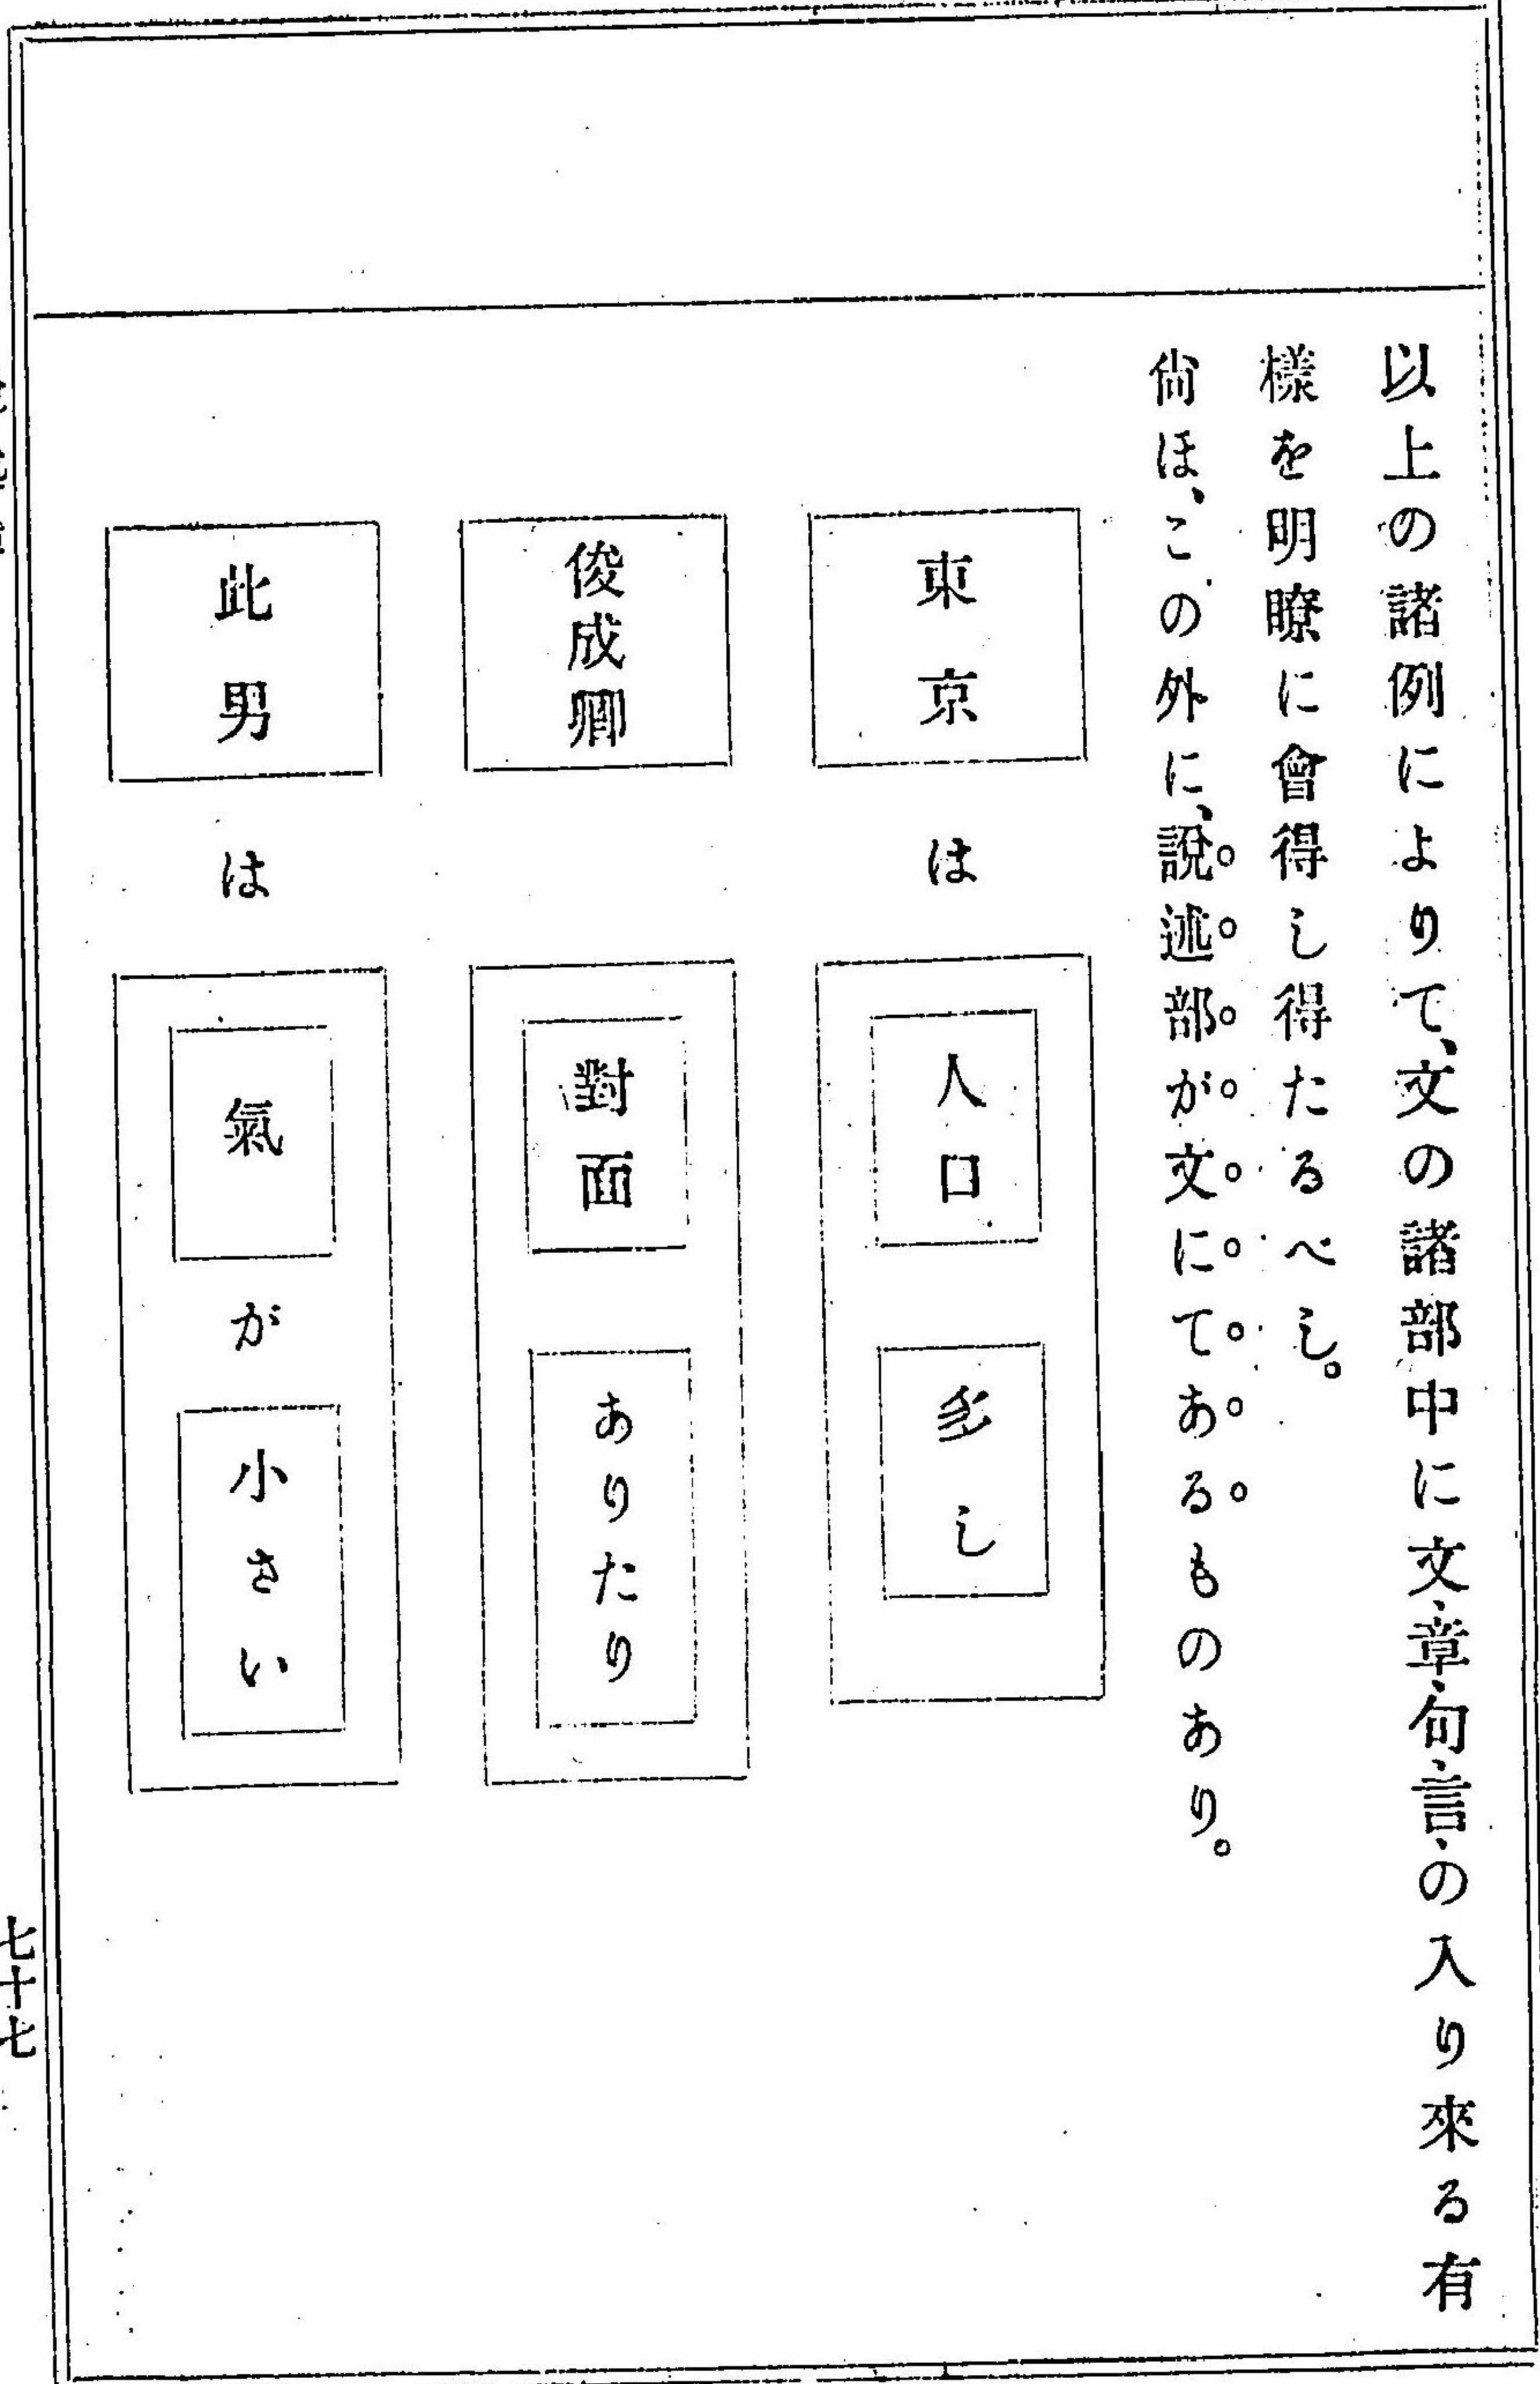 以上の諸例によりて、文の諸部中に文、章、句、言、の入り來る有
樣を明瞭に會得し得たるべし。
尙ほ、この外に、說述部が文にてあるものあり。
東京 は 人口 多し
俊成卿 對面 ありたり
此男 は 氣 が 小さい
七十七